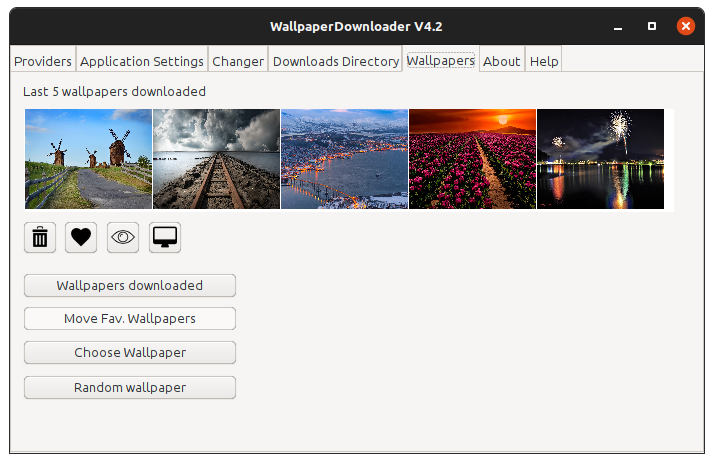 WallpaperDownloader V4.2
Providers Application Settings Changer Downloads Directory Wallpapers About Help
Last 5 wallpapers downloaded
Wallpapers downloaded
Move Fav. Wallpapers
Choose Wallpaper
Random wallpaper